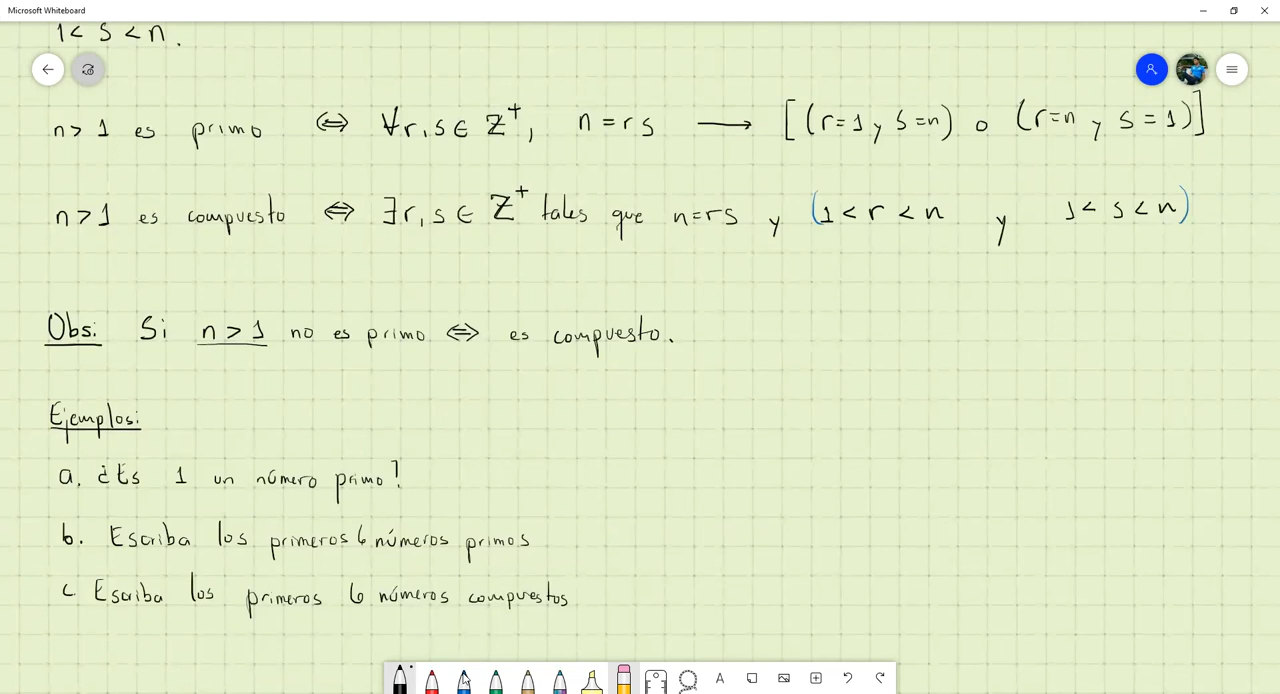 Microsoft Whiteboard
1 < s < n.
n > 1 es primo ⇔ ∀r, s ∈ Z⁺, n = rs ⟶ [(r = 1 y s = n) o (r = n y s = 1)]
n > 1 es compuesto ⇔ ∃r, s ∈ Z⁺ tales que n = rs y (1 < r < n y 1 < s < n)
Obs: Si n > 1 no es primo ⇔ es compuesto.
Ejemplos:
a. ¿Es 1 un número primo?
b. Escriba los primeros 6 números primos
c Escriba los primeros 6 números compuestos